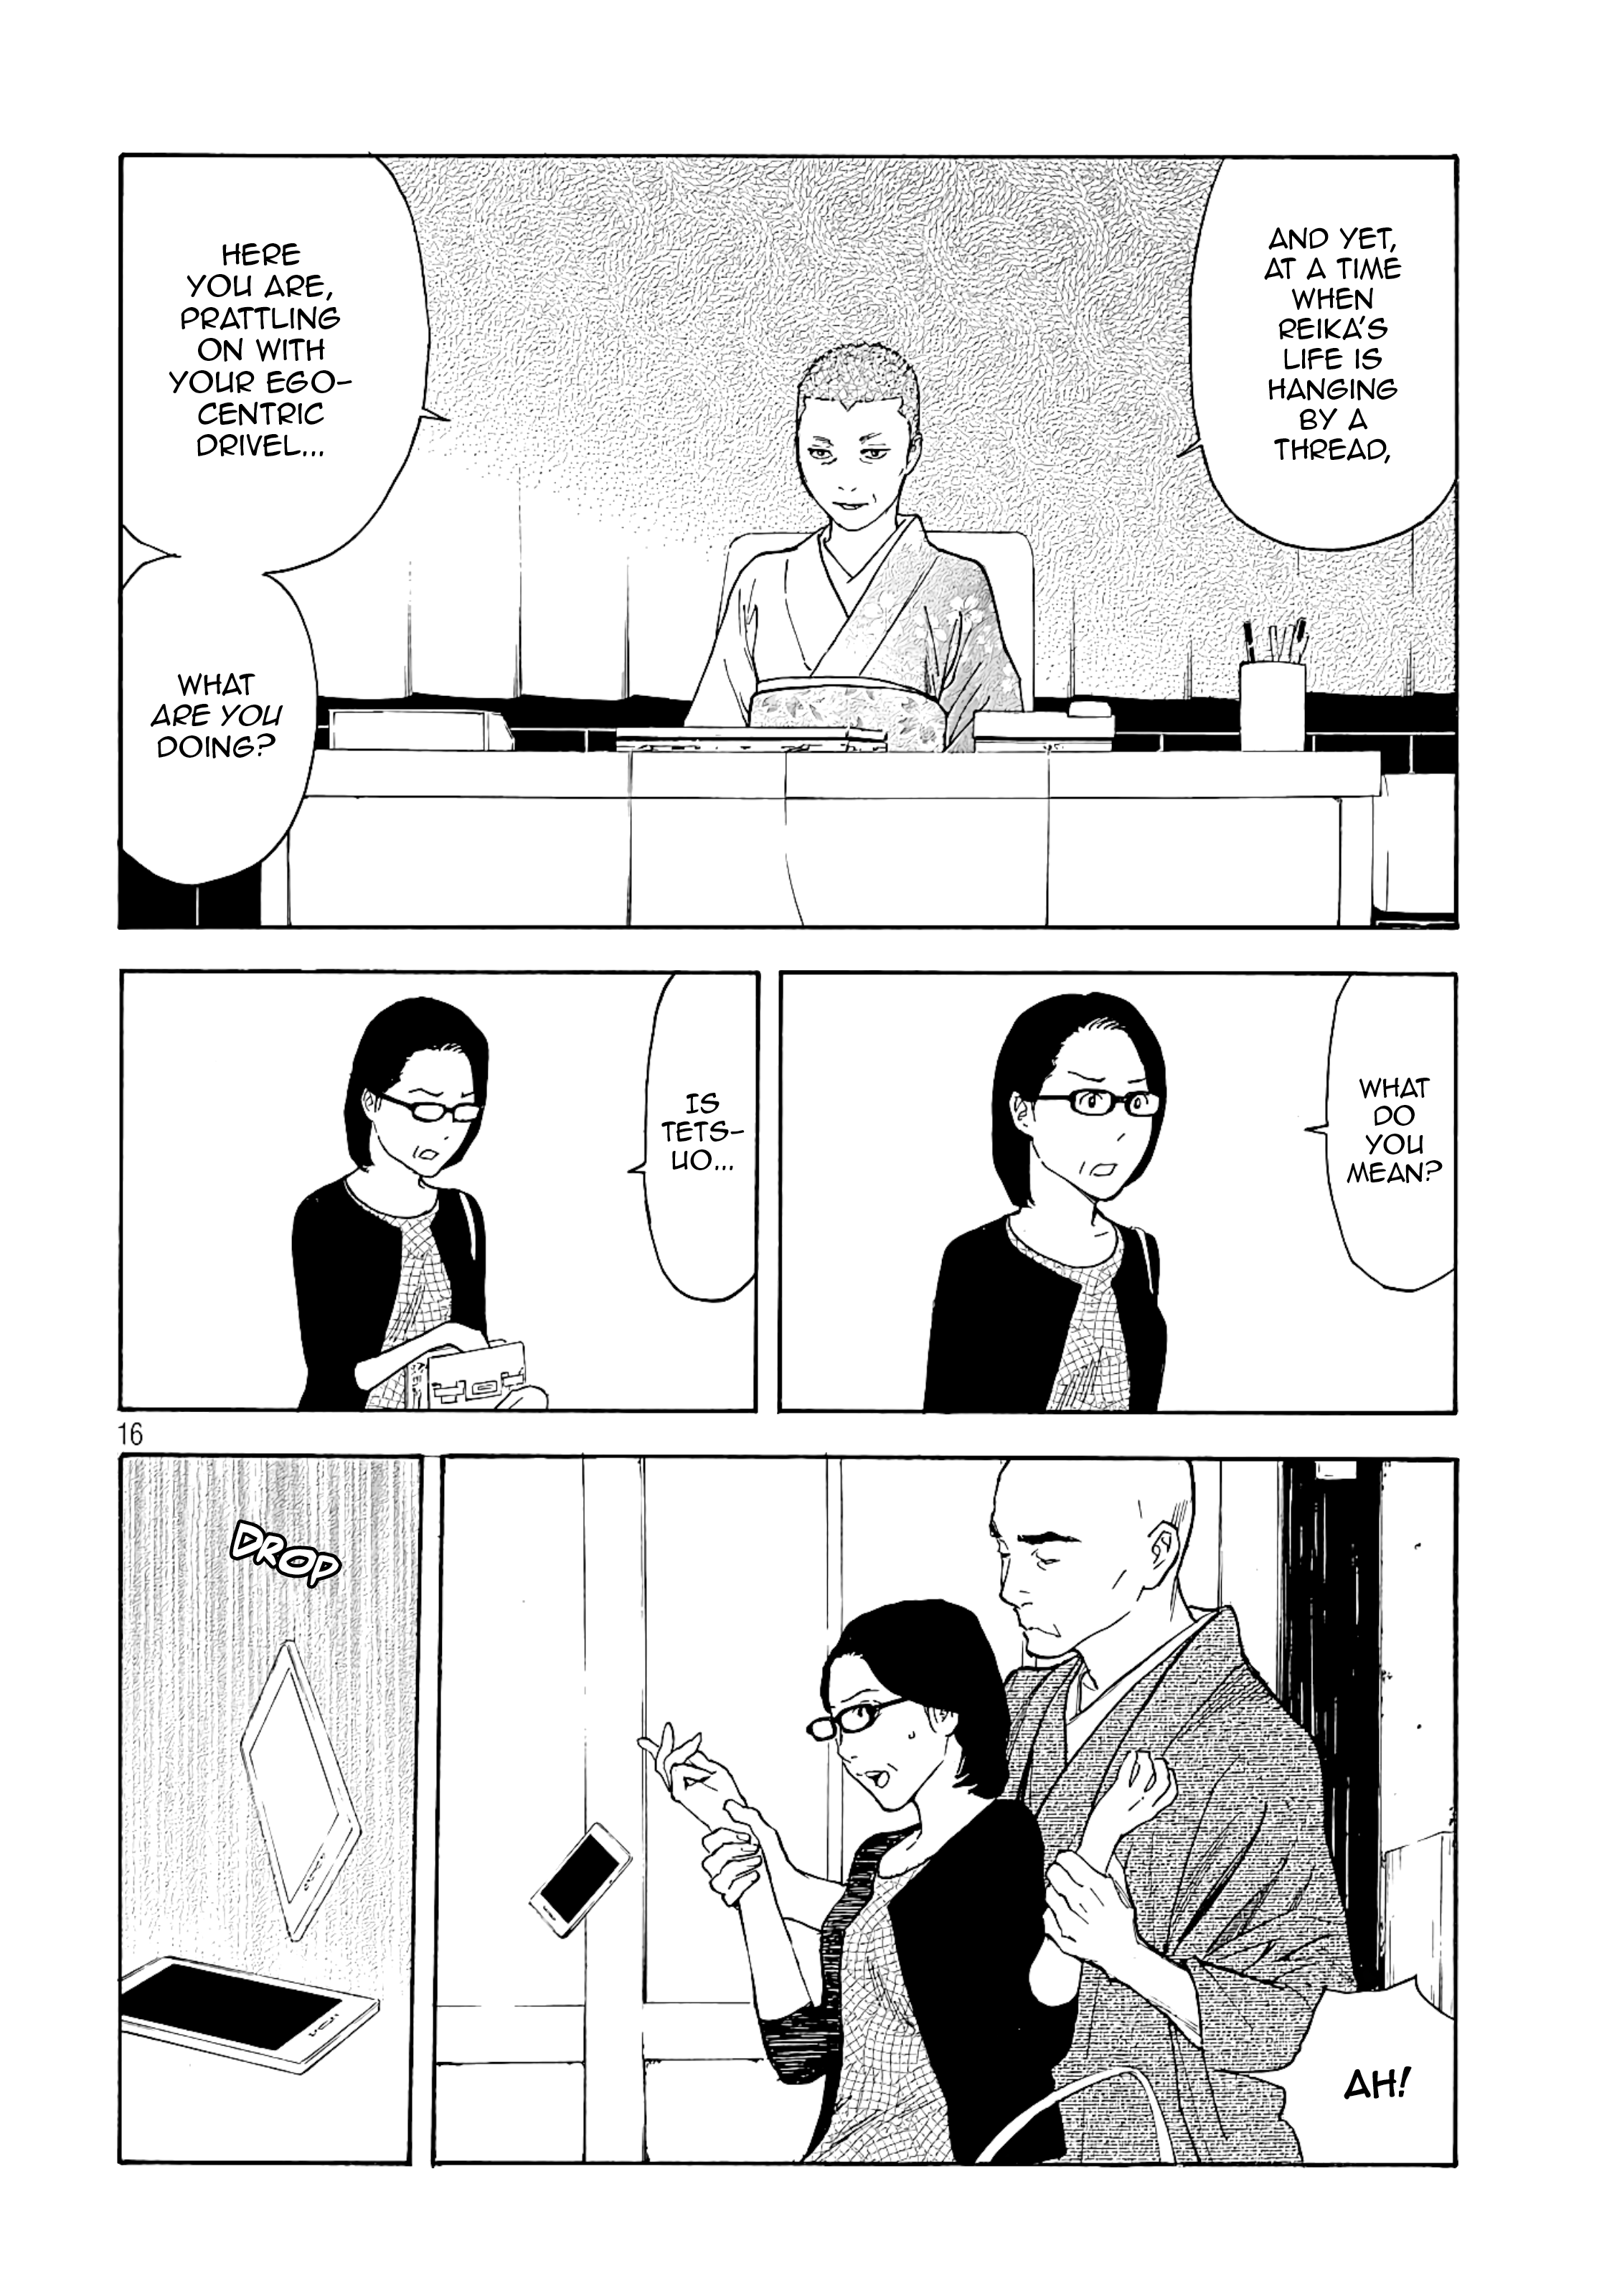 AND YET,
AT A TIME
WHEN
REIKA'S
LIFE IS
HANGING
BY A
THREAD,
HERE
YOU ARE,
PRATTLING
ON WITH
YOUR EGO-
CENTRIC
DRIVEL...
WHAT
ARE YOU
DOING?
WHAT
DO
YOU
MEAN?
IS
TETS-
UO...
16
AH!
DROP